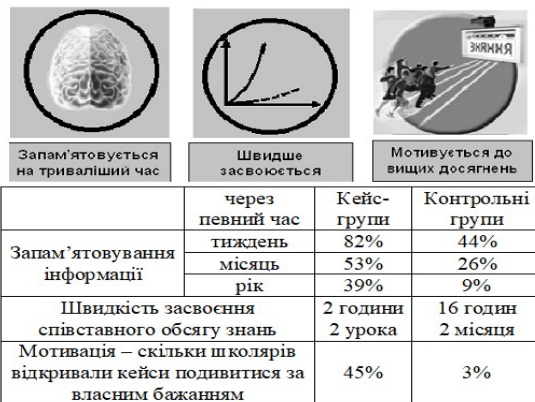 ЗНАННЯ
Запам'ятовується
на триваліший час
Швидше
засвоюється
Мотивується до
вищих досягнень
через
певний час
Кейс-
групи
Контрольні
групи
Запам'ятовування
інформації
тиждень 82% 44%
місяць 53% 26%
рік 39% 9%
Швидкість засвоєння
співставного обсягу знань
2 години
2 урока
16 годин
2 місяця
Мотивація – скільки школярів
відкривали кейси подивитися за
власним бажанням
45% 3%